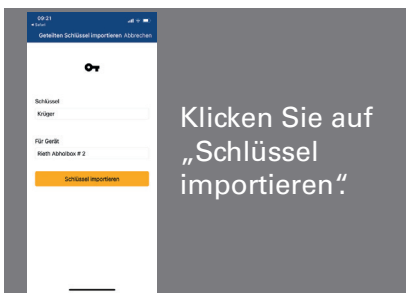 09:21
Safari
Geteilten Schlüssel importieren Abbrechen
Schlüssel
Krüger
Für Gerät
Rieth Abholbox # 2
Schlüssel importieren
Klicken Sie auf
„Schlüssel
importieren“.